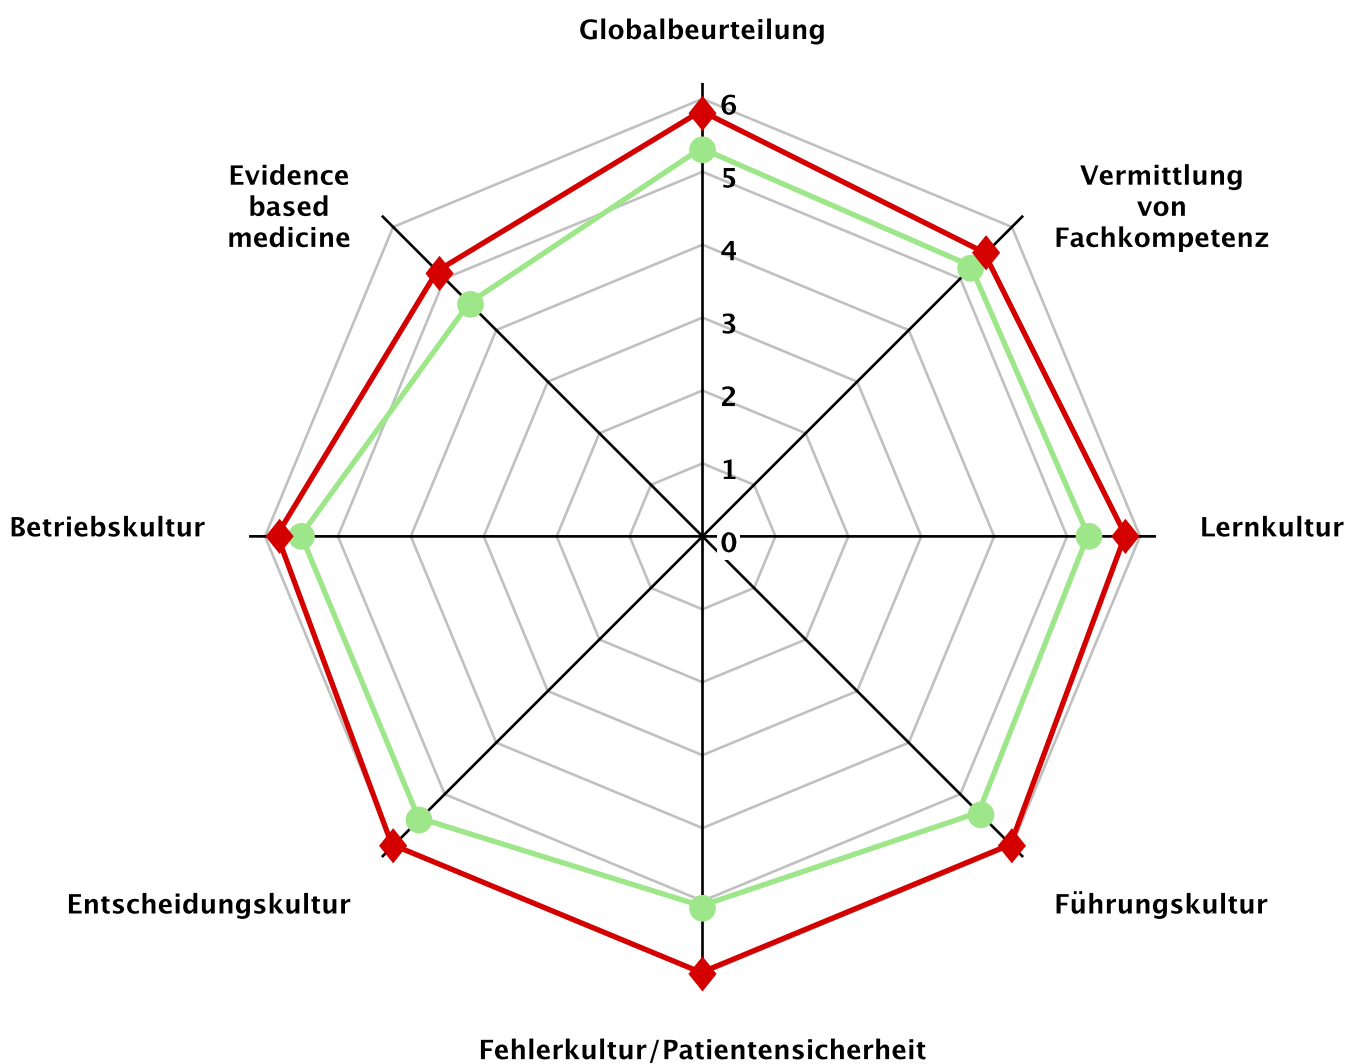 Globalbeurteilung
6
Evidence
based
medicine
Vermittlung
von
Fachkompetenz
5
4
3
2
1
Betriebskultur
0
Lernkultur
Entscheidungskultur
Führungskultur
Fehlerkultur/Patientensicherheit